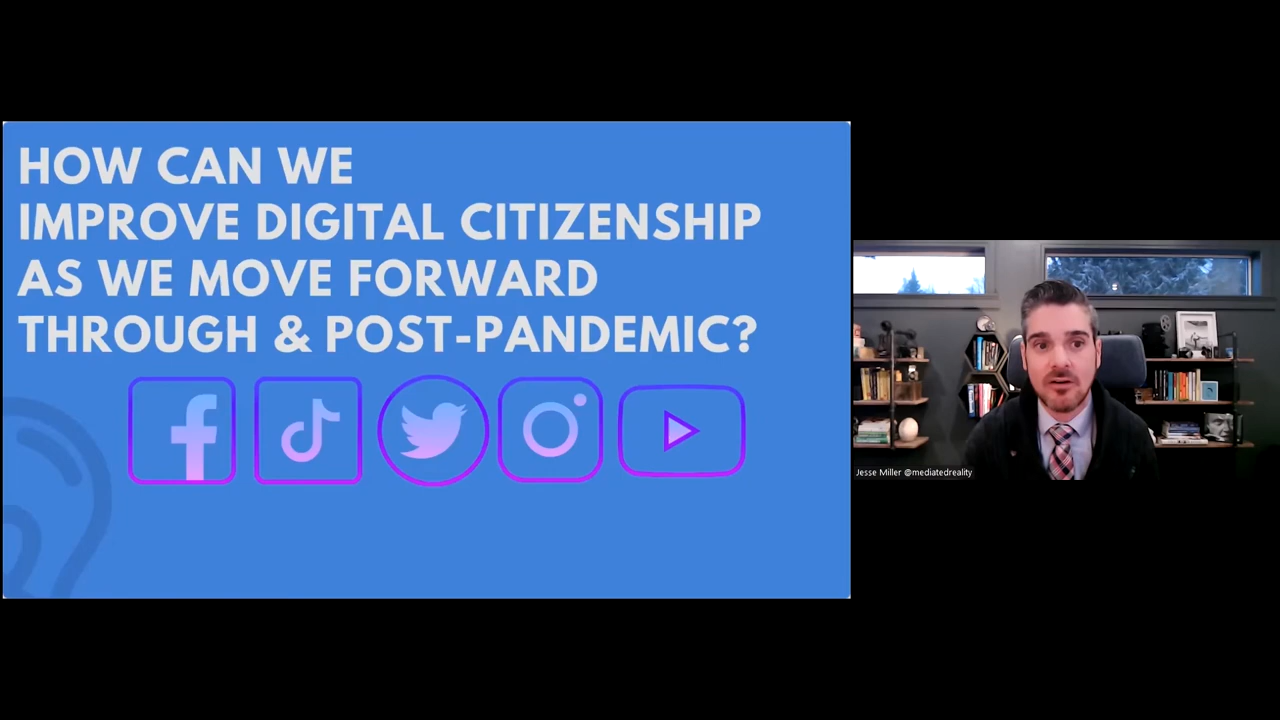 HOW CAN WE
IMPROVE DIGITAL CITIZENSHIP
AS WE MOVE FORWARD
THROUGH & POST-PANDEMIC?
Jesse Miller @mediatedreality